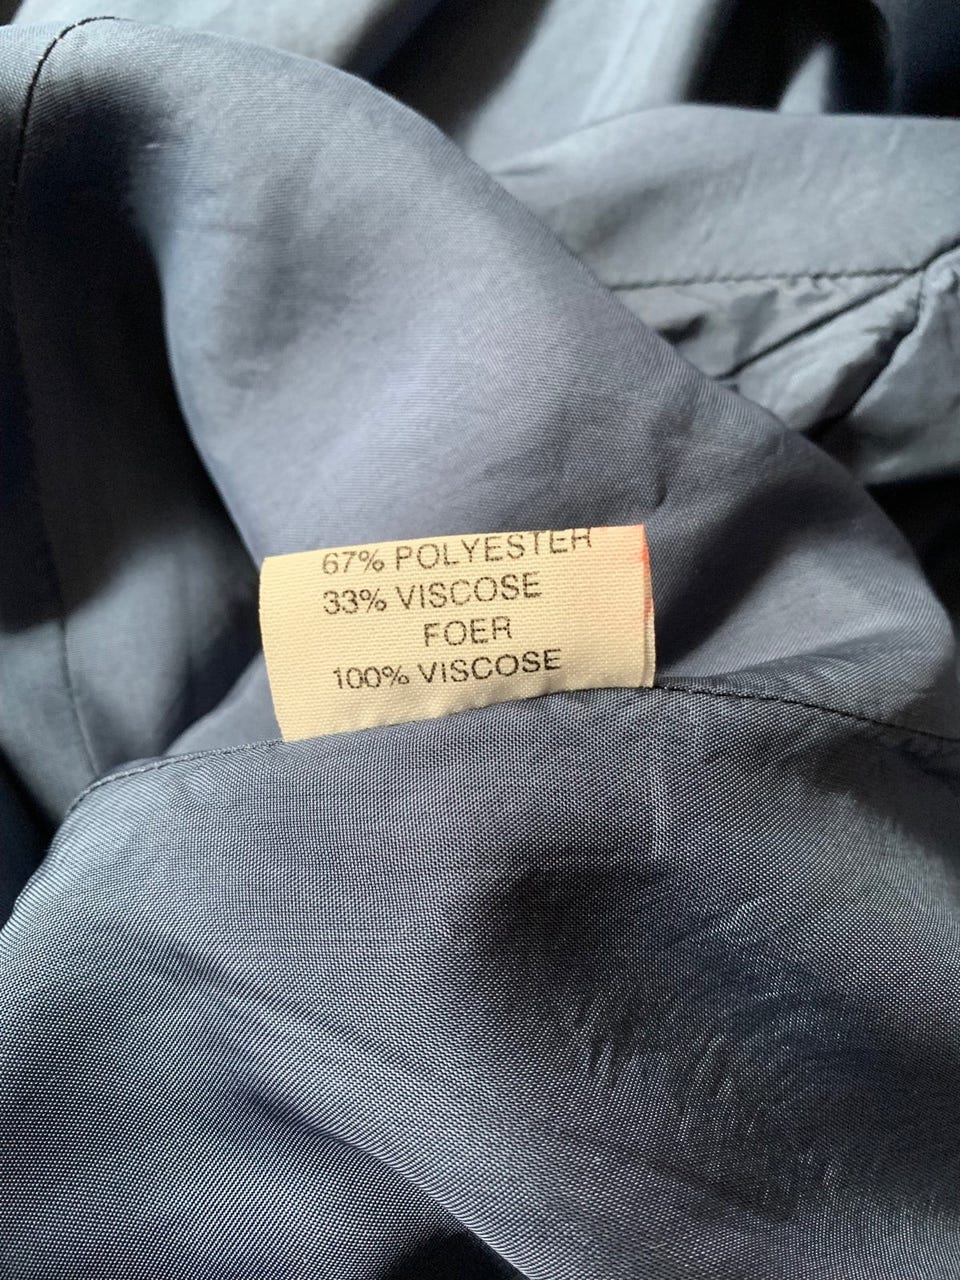 67% POLYESTER
33% VISCOSE
FOER
100% VISCOSE